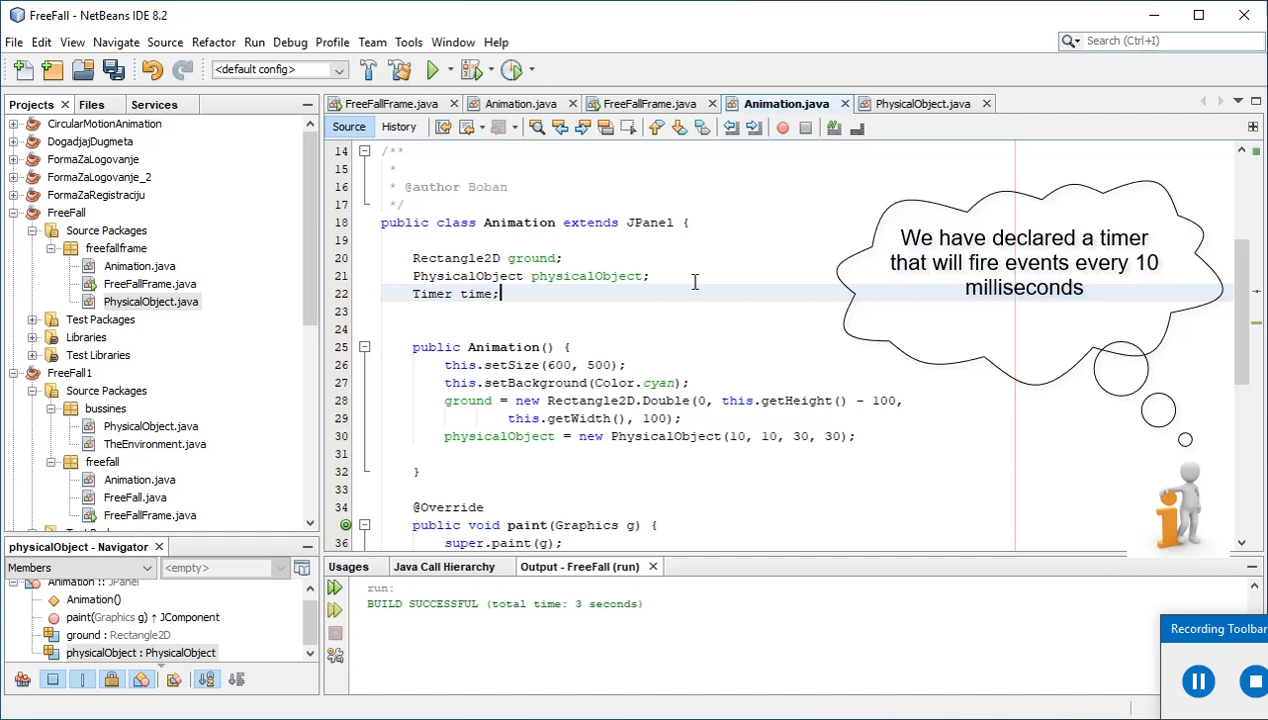 FreeFall - NetBeans IDE 8.2
File Edit View Navigate Source Refactor Run Debug Profile Team Tools Window Help
Search (Ctrl+I)
<default config>
Projects Files Services
CircularMotionAnimation
DogadjajDugmeta
FormaZaLogovanje
FormaZaLogovanje_2
FormaZaRegistraciju
FreeFall
Source Packages
freefallframe
Animation.java
FreeFallFrame.java
PhysicalObject.java
Test Packages
Libraries
Test Libraries
FreeFall1
Source Packages
bussines
PhysicalObject.java
TheEnvironment.java
freefall
Animation.java
FreeFall.java
FreeFallFrame.java
physicalObject - Navigator
Members <empty>
Animation :: JPanel
Animation()
paint(Graphics g) ↑ JComponent
ground : Rectangle2D
physicalObject : PhysicalObject
FreeFallFrame.java Animation.java FreeFallFrame.java Animation.java PhysicalObject.java
Source History
14 /**
15 *
16 * @author Boban
17 */
18 public class Animation extends JPanel {
19
20 Rectangle2D ground;
21 PhysicalObject physicalObject;
22 Timer time;
23
24
25 public Animation() {
26 this.setSize(600, 500);
27 this.setBackground(Color.cyan);
28 ground = new Rectangle2D.Double(0, this.getHeight() - 100,
29 this.getWidth(), 100);
30 physicalObject = new PhysicalObject(10, 10, 30, 30);
31
32 }
33
34 @Override
public void paint(Graphics g) {
36 super.paint(g);
We have declared a timer
that will fire events every 10
milliseconds
Usages Java Call Hierarchy Output - FreeFall (run)
run:
BUILD SUCCESSFUL (total time: 3 seconds)
Recording Toolbar